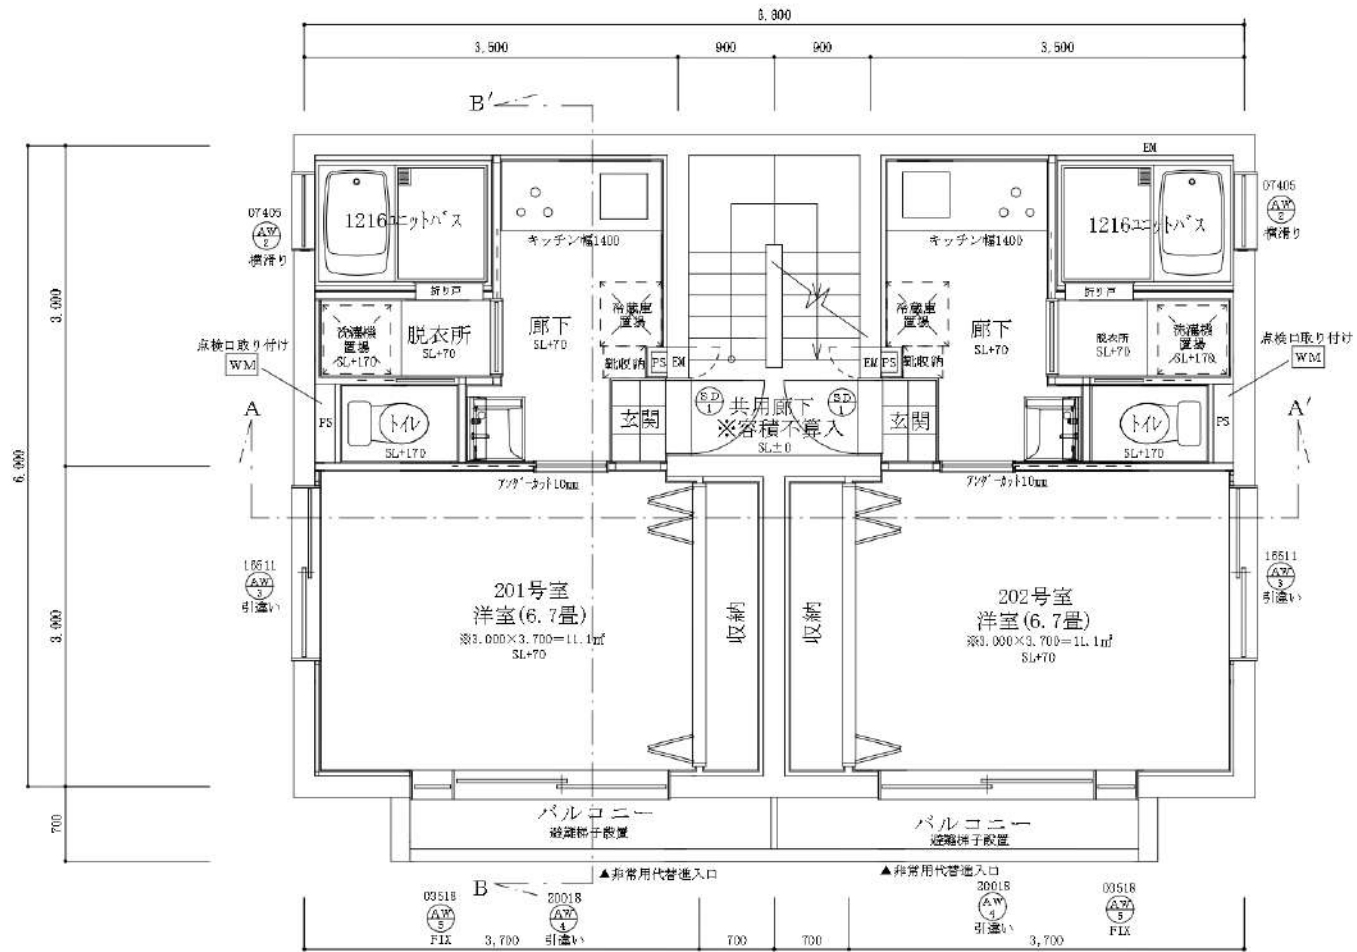 8,800
3,500
900
900
3,500
B′
EM
07405
AW
2
横滑り
1216ユニットバス
キッチン幅1400
キッチン幅1400
1216ユニットバス
07405
AW
2
横滑り
折り戸
折り戸
3,000
点検口取り付け
WM
洗濯機
置場
SL+170
脱衣所
SL+70
廊下
SL+70
冷蔵庫
置場
靴収納
PS
EM
EM
PS
冷蔵庫
置場
靴収納
廊下
SL+70
脱衣所
SL+70
洗濯機
置場
SL+170
点検口取り付け
WM
A
PS
トイレ
SL+170
玄関
SD
1
共用廊下
※容積不算入
SL±0
SD
1
玄関
トイレ
SL+170
PS
A′
6,000
アンダーカット10mm
アンダーカット10mm
16511
AW
3
引違い
201号室
洋室(6.7畳)
※3.000×3.700=11.1㎡
SL+70
収納
収納
202号室
洋室(6.7畳)
※3.000×3.700=11.1㎡
SL+70
16511
AW
3
引違い
3,000
700
バルコニー
避難梯子設置
バルコニー
避難梯子設置
▲非常用代替進入口
▲非常用代替進入口
B
03518
AW
5
FIX
20018
AW
4
引違い
20018
AW
4
引違い
03518
AW
5
FIX
3,700
700
700
3,700